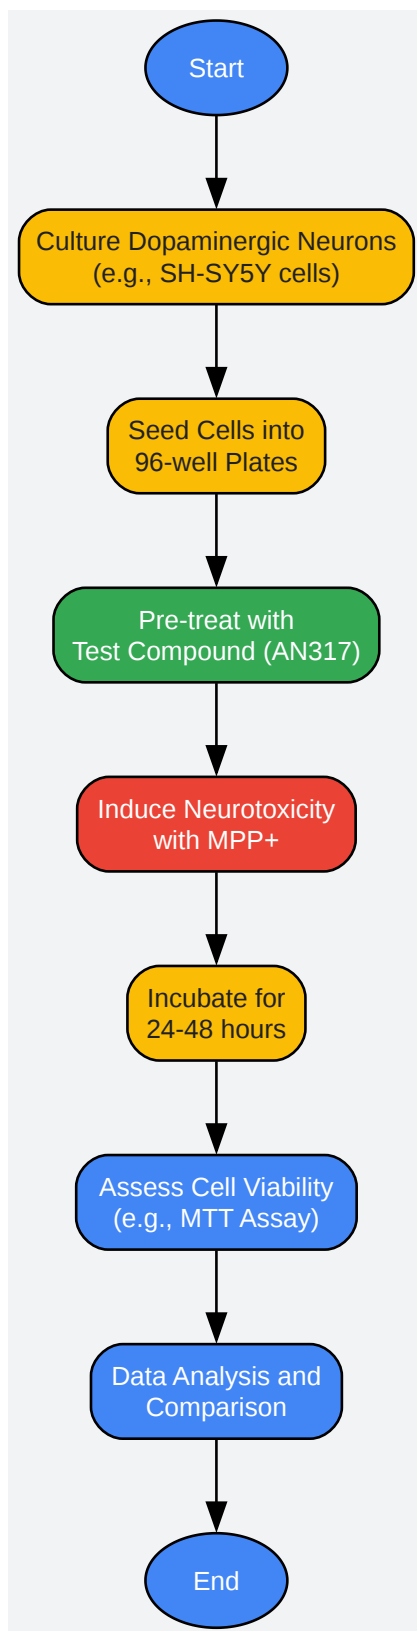 Start
Culture Dopaminergic Neurons
(e.g., SH-SY5Y cells)
Seed Cells into
96-well Plates
Pre-treat with
Test Compound (AN317)
Induce Neurotoxicity
with MPP+
Incubate for
24-48 hours
Assess Cell Viability
(e.g., MTT Assay)
Data Analysis and
Comparison
End